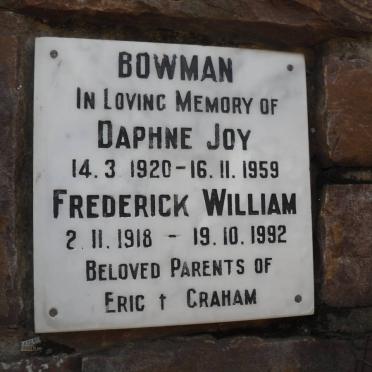 BOWMAN
IN LOVING MEMORY OF
DAPHNE JOY
14.3 1920-16.11.1959
FREDERICK WILLIAM
2.11.1918 - 19.10.1992
BELOVED PARENTS OF
ERIC † GRAHAM